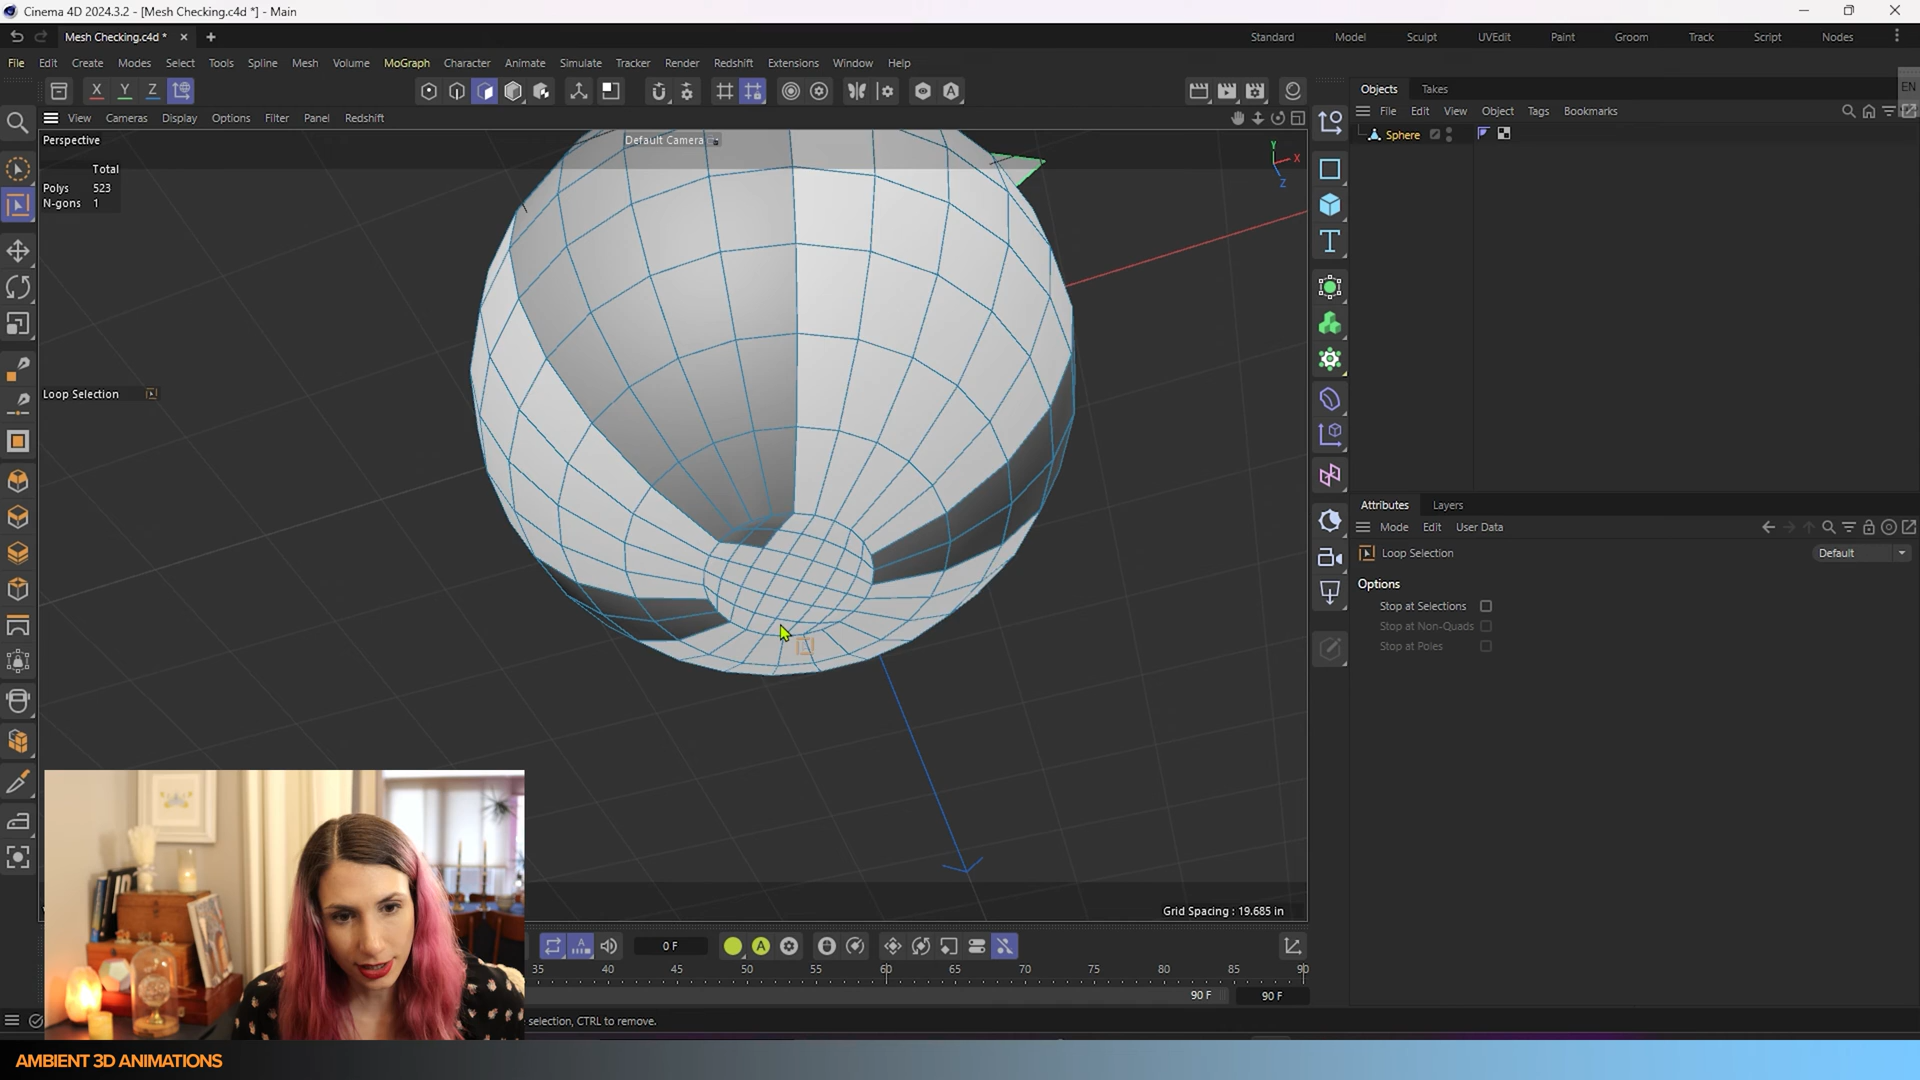 Cinema 4D 2024.3.2 - [Mesh Checking.c4d *] - Main
Mesh Checking.c4d *
Standard Model Sculpt UVEdit Paint Groom Track Script Nodes
File Edit Create Modes Select Tools Spline Mesh Volume MoGraph Character Animate Simulate Tracker Render Redshift Extensions Window Help
X Y Z
Objects Takes
EN
File Edit View Object Tags Bookmarks
Sphere
View Cameras Display Options Filter Panel Redshift
Perspective
Default Camera
Y X Z
Total
Polys 523
N-gons 1
Loop Selection
Grid Spacing : 19.685 in
Attributes Layers
Mode Edit User Data
Loop Selection
Default
Options
Stop at Selections
Stop at Non-Quads
Stop at Poles
0 F
35 40 45 50 55 60 65 70 75 80 85 90
90 F 90 F
selection, CTRL to remove.
AMBIENT 3D ANIMATIONS